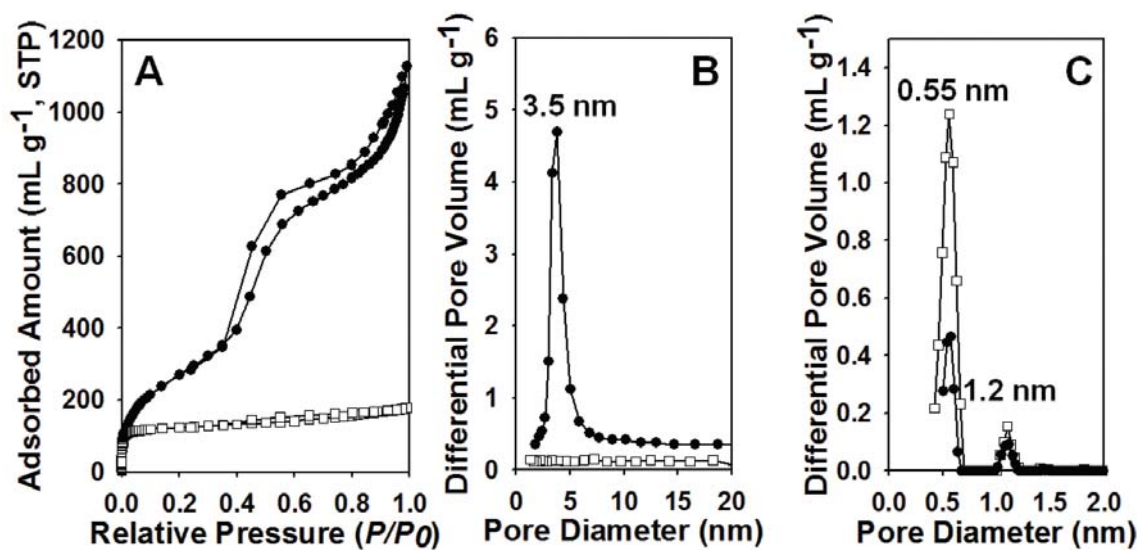 A
Adsorbed Amount (mL g-1, STP)
1200
1000
800
600
400
200
0
0.0 0.2 0.4 0.6 0.8 1.0
Relative Pressure (P/P0)
B
3.5 nm
Differential Pore Volume (mL g-1)
6
5
4
3
2
1
0
0 5 10 15 20
Pore Diameter (nm)
C
0.55 nm
1.2 nm
Differential Pore Volume (mL g-1)
1.4
1.2
1.0
0.8
0.6
0.4
0.2
0.0
0.0 0.5 1.0 1.5 2.0
Pore Diameter (nm)